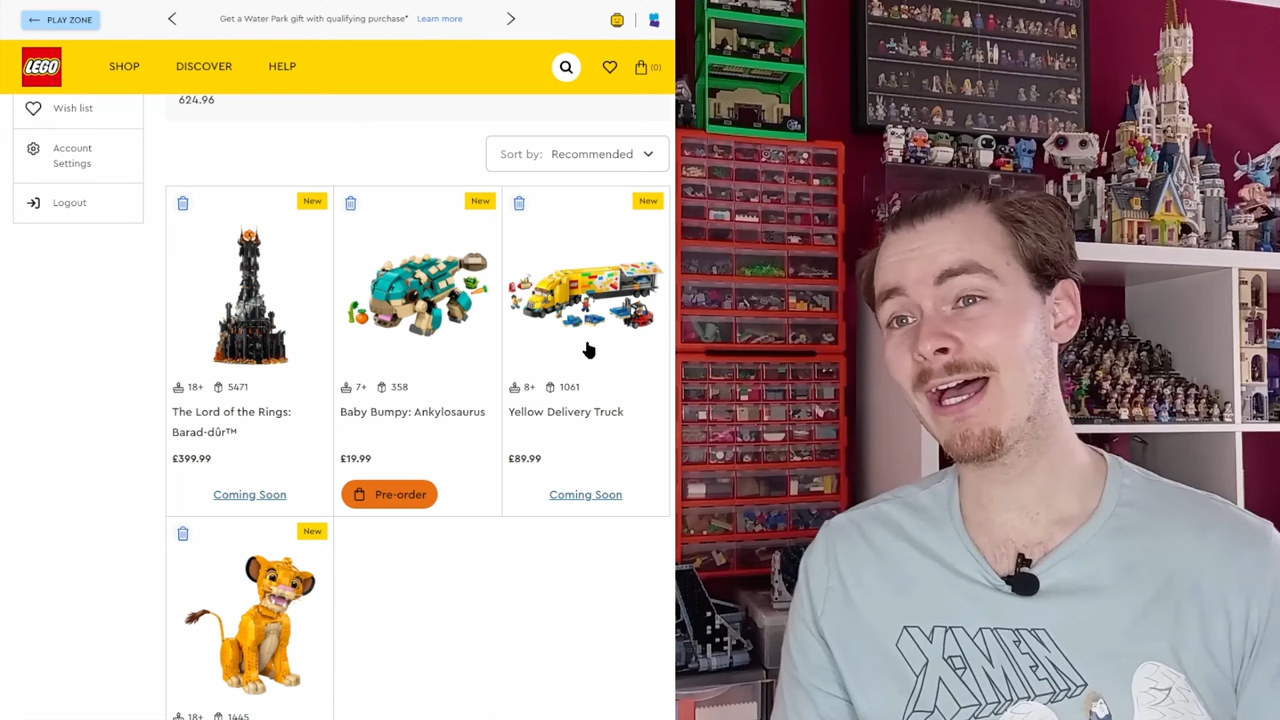 PLAY ZONE
Get a Water Park gift with qualifying purchase* Learn more
LEGO
SHOP DISCOVER HELP
(0)
Wish list
Account
Settings
Logout
624.96
Sort by: Recommended
New
New
New
18+ 5471
7+ 358
8+ 1061
The Lord of the Rings:
Barad-dûr™
Baby Bumpy: Ankylosaurus
Yellow Delivery Truck
£399.99
£19.99
£89.99
Coming Soon
Pre-order
Coming Soon
New
18+ 1445
X-MEN